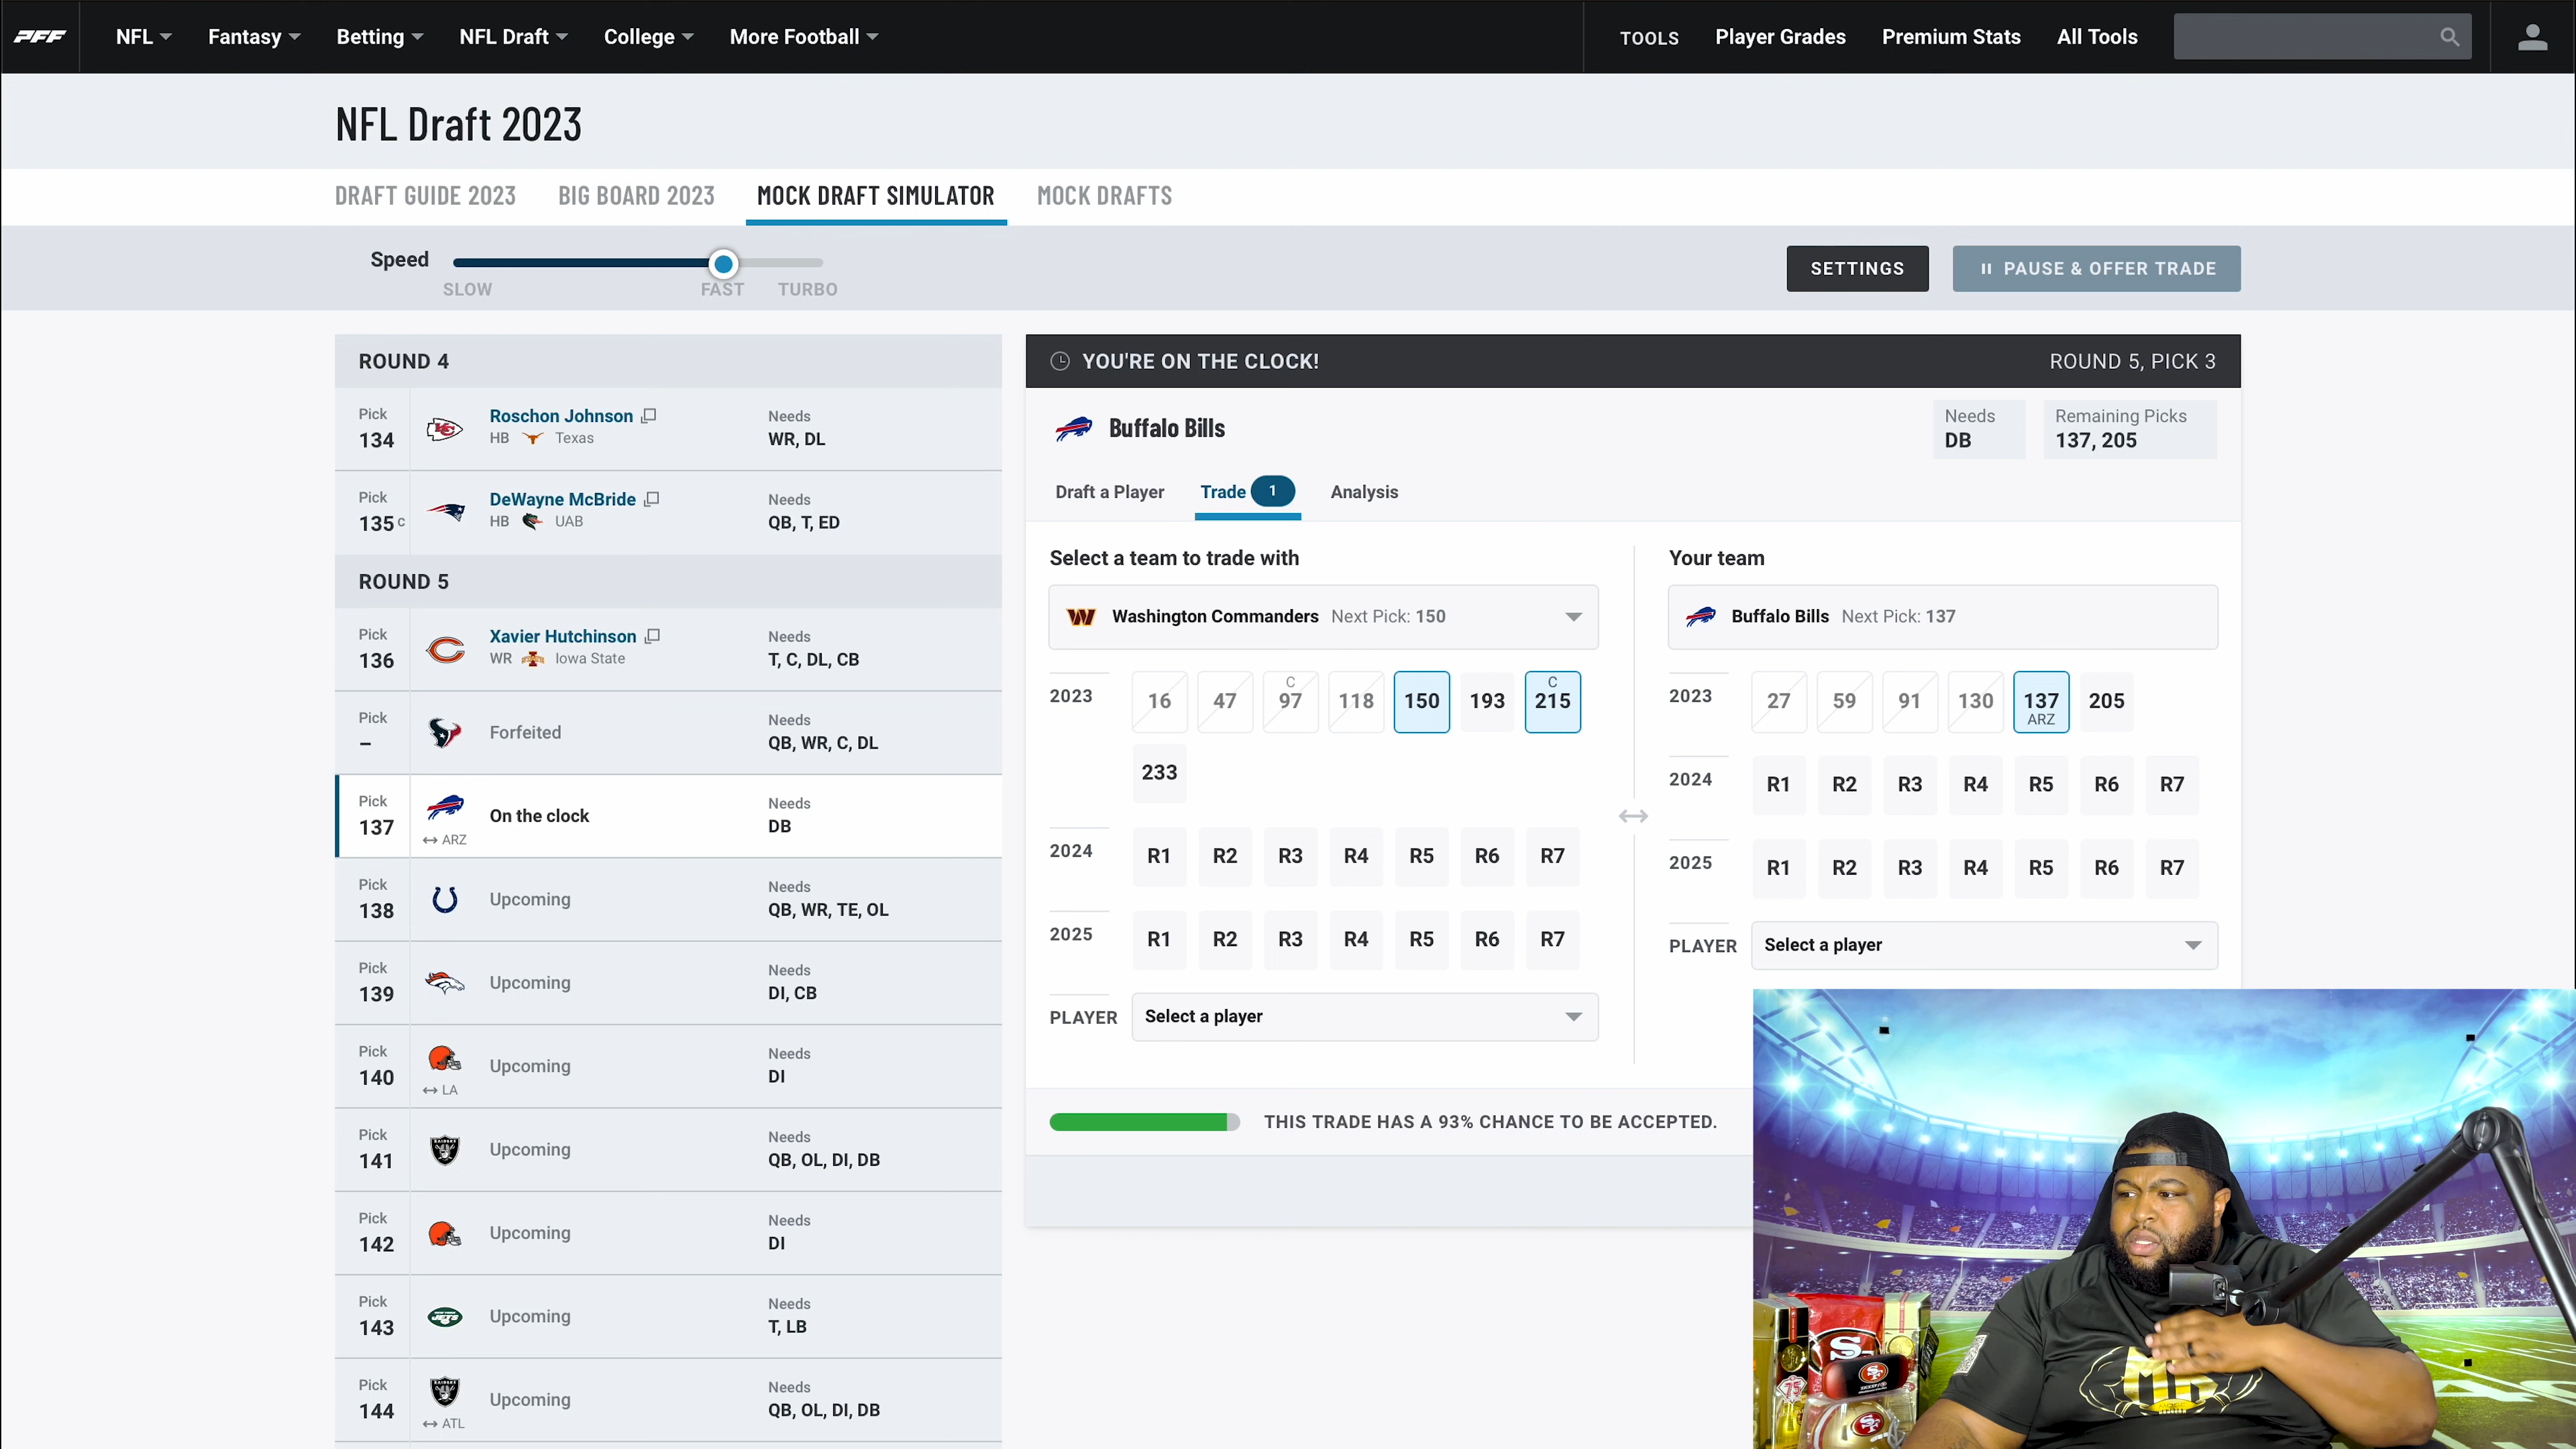 PFF
NFL
Fantasy
Betting
NFL Draft
College
More Football
TOOLS
Player Grades
Premium Stats
All Tools
NFL Draft 2023
DRAFT GUIDE 2023
BIG BOARD 2023
MOCK DRAFT SIMULATOR
MOCK DRAFTS
Speed
SLOW
FAST
TURBO
SETTINGS
PAUSE & OFFER TRADE
ROUND 4
Pick
134
Roschon Johnson
HB Texas
Needs
WR, DL
Pick
135 C
DeWayne McBride
HB UAB
Needs
QB, T, ED
ROUND 5
Pick
136
Xavier Hutchinson
WR Iowa State
Needs
T, C, DL, CB
Pick
–
Forfeited
Needs
QB, WR, C, DL
Pick
137
ARZ
On the clock
Needs
DB
Pick
138
Upcoming
Needs
QB, WR, TE, OL
Pick
139
Upcoming
Needs
DI, CB
Pick
140
LA
Upcoming
Needs
DI
Pick
141
Upcoming
Needs
QB, OL, DI, DB
Pick
142
Upcoming
Needs
DI
Pick
143
Upcoming
Needs
T, LB
Pick
144
ATL
Upcoming
Needs
QB, OL, DI, DB
YOU'RE ON THE CLOCK!
ROUND 5, PICK 3
Buffalo Bills
Needs
DB
Remaining Picks
137, 205
Draft a Player
Trade 1
Analysis
Select a team to trade with
Washington Commanders Next Pick: 150
2023
16 47 C 97 118 150 193 C 215
233
2024
R1 R2 R3 R4 R5 R6 R7
2025
R1 R2 R3 R4 R5 R6 R7
PLAYER
Select a player
Your team
Buffalo Bills Next Pick: 137
2023
27 59 91 130 137 ARZ 205
2024
R1 R2 R3 R4 R5 R6 R7
2025
R1 R2 R3 R4 R5 R6 R7
PLAYER
Select a player
THIS TRADE HAS A 93% CHANCE TO BE ACCEPTED.
SF
75